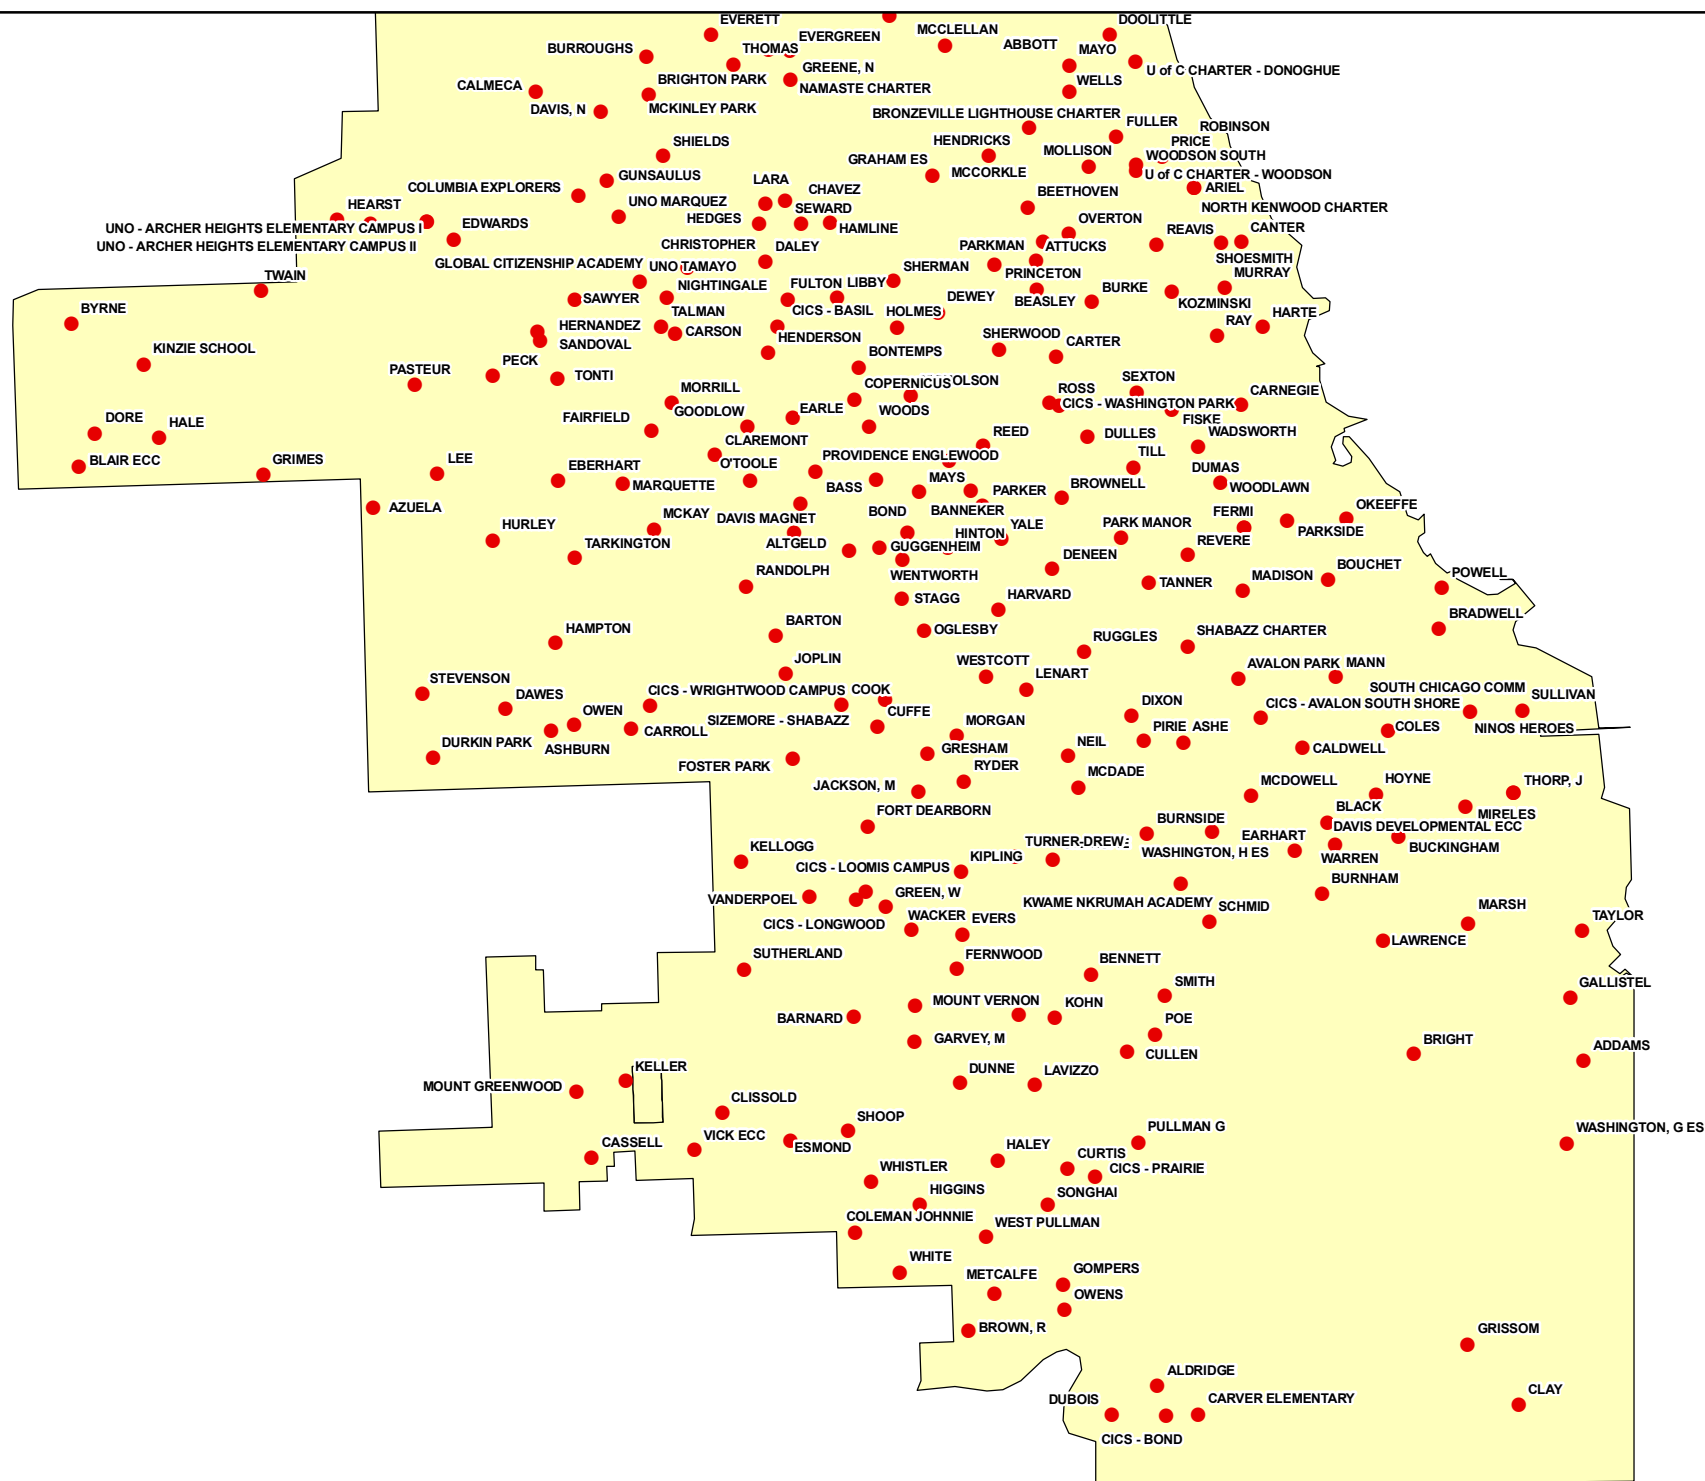 EVERETT
DOOLITTLE
BURROUGHS
THOMAS
EVERGREEN
MCCLELLAN
ABBOTT
MAYO
CALMECA
BRIGHTON PARK
GREENE, N
U of C CHARTER - DONOGHUE
DAVIS, N
MCKINLEY PARK
NAMASTE CHARTER
WELLS
BRONZEVILLE LIGHTHOUSE CHARTER
FULLER
ROBINSON
SHIELDS
HENDRICKS
MOLLISON
PRICE
GRAHAM ES
MCCORKLE
WOODSON SOUTH
GUNSAULUS
LARA
U of C CHARTER - WOODSON
COLUMBIA EXPLORERS
CHAVEZ
BEETHOVEN
ARIEL
HEARST
UNO MARQUEZ
SEWARD
NORTH KENWOOD CHARTER
UNO - ARCHER HEIGHTS ELEMENTARY CAMPUS I
EDWARDS
HEDGES
HAMLINE
OVERTON
REAVIS
CANTER
UNO - ARCHER HEIGHTS ELEMENTARY CAMPUS II
CHRISTOPHER
DALEY
PARKMAN
ATTUCKS
SHOESMITH
GLOBAL CITIZENSHIP ACADEMY
UNO TAMAYO
SHERMAN
PRINCETON
MURRAY
TWAIN
NIGHTINGALE
FULTON
LIBBY
DEWEY
BEASLEY
BURKE
KOZMINSKI
BYRNE
SAWYER
TALMAN
CICS - BASIL
HOLMES
RAY
HARTE
HERNANDEZ
CARSON
HENDERSON
SHERWOOD
CARTER
KINZIE SCHOOL
SANDOVAL
BONTEMPS
PASTEUR
PECK
TONTI
MORRILL
COPERNICUS
ROSS
SEXTON
CARNEGIE
DORE
HALE
FAIRFIELD
GOODLOW
EARLE
WOODS
CICS - WASHINGTON PARK
FISKE
CLAREMONT
REED
DULLES
WADSWORTH
BLAIR ECC
GRIMES
LEE
EBERHART
O'TOOLE
PROVIDENCE ENGLEWOOD
TILL
DUMAS
MARQUETTE
BASS
MAYS
PARKER
BROWNELL
WOODLAWN
AZUELA
MCKAY
DAVIS MAGNET
BOND
BANNEKER
YALE
PARK MANOR
FERMI
OKEEFFE
HURLEY
TARKINGTON
ALTGELD
GUGGENHEIM
HINTON
DENEEN
REVERE
PARKSIDE
RANDOLPH
WENTWORTH
TANNER
MADISON
BOUCHET
POWELL
STAGG
HARVARD
HAMPTON
BARTON
OGLESBY
RUGGLES
SHABAZZ CHARTER
BRADWELL
JOPLIN
WESTCOTT
LENART
AVALON PARK
MANN
STEVENSON
DAWES
CICS - WRIGHTWOOD CAMPUS
COOK
SOUTH CHICAGO COMM
SULLIVAN
OWEN
SIZEMORE - SHABAZZ
CUFFE
DIXON
CICS - AVALON SOUTH SHORE
DURKIN PARK
ASHBURN
CARROLL
MORGAN
PIRIE
ASHE
COLES
NINOS HEROES
FOSTER PARK
GRESHAM
NEIL
CALDWELL
JACKSON, M
RYDER
MCDADE
MCDOWELL
HOYNE
THORP, J
FORT DEARBORN
BURNSIDE
BLACK
MIRELES
KELLOGG
TURNER-DREW
EARHART
DAVIS DEVELOPMENTAL ECC
CICS - LOOMIS CAMPUS
KIPLING
WASHINGTON, H ES
WARREN
BUCKINGHAM
VANDERPOEL
GREEN, W
KWAME NKRUMAH ACADEMY
BURNHAM
CICS - LONGWOOD
WACKER
EVERS
SCHMID
MARSH
TAYLOR
SUTHERLAND
FERNWOOD
BENNETT
LAWRENCE
SMITH
GALLISTEL
BARNARD
MOUNT VERNON
KOHN
POE
GARVEY, M
CULLEN
BRIGHT
ADDAMS
MOUNT GREENWOOD
KELLER
DUNNE
LAVIZZO
CLISSOLD
SHOOP
PULLMAN G
WASHINGTON, G ES
CASSELL
VICK ECC
ESMOND
HALEY
CURTIS
WHISTLER
CICS - PRAIRIE
HIGGINS
SONGHAI
COLEMAN JOHNNIE
WEST PULLMAN
WHITE
METCALFE
GOMPERS
OWENS
BROWN, R
GRISSOM
ALDRIDGE
DUBOIS
CARVER ELEMENTARY
CLAY
CICS - BOND